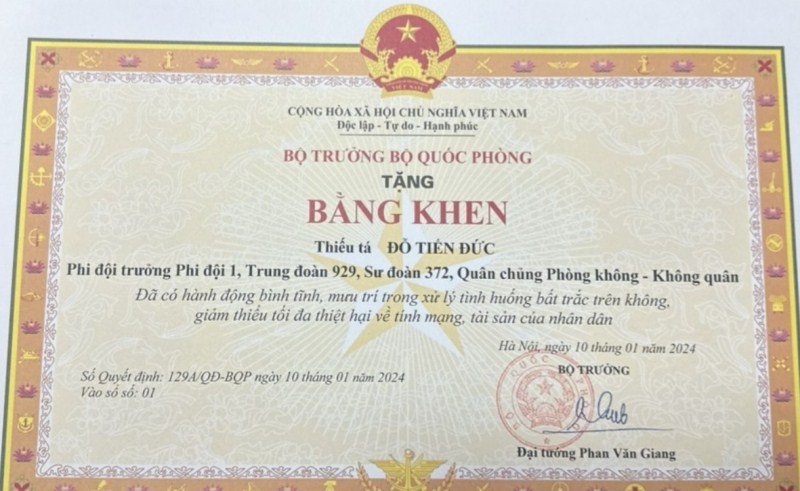 CỘNG HÒA XÃ HỘI CHỦ NGHĨA VIỆT NAM
Độc lập - Tự do - Hạnh phúc
BỘ TRƯỞNG BỘ QUỐC PHÒNG
TẶNG
BẰNG KHEN
Thiếu tá ĐỖ TIẾN ĐỨC
Phi đội trưởng Phi đội 1, Trung đoàn 929, Sư đoàn 372, Quân chủng Phòng không - Không quân
Đã có hành động bình tĩnh, mưu trí trong xử lý tình huống bất trắc trên không,
giảm thiểu tối đa thiệt hại về tính mạng, tài sản của nhân dân
Hà Nội, ngày 10 tháng 01 năm 2024
Số Quyết định: 129A/QĐ-BQP ngày 10 tháng 01 năm 2024
Vào sổ số: 01
BỘ TRƯỞNG
Đại tướng Phan Văn Giang